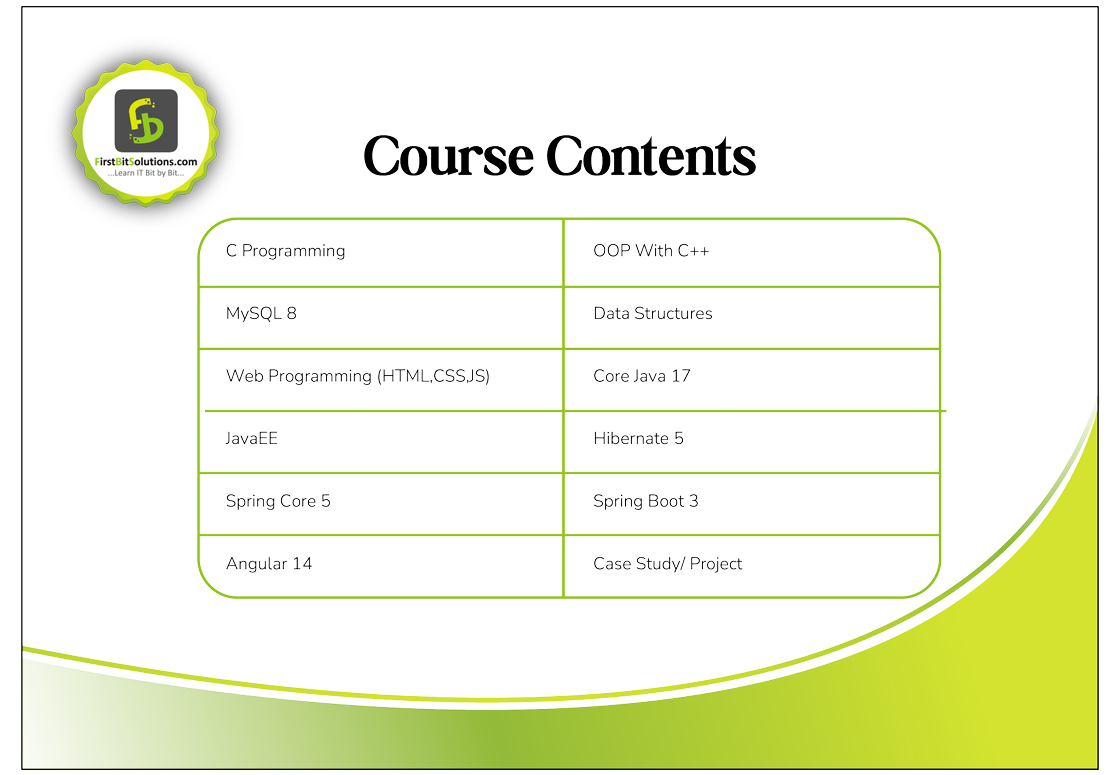 FirstBitSolutions.com
...Learn IT Bit by Bit...
Course Contents
C Programming
OOP With C++
MySQL 8
Data Structures
Web Programming (HTML,CSS,JS)
Core Java 17
JavaEE
Hibernate 5
Spring Core 5
Spring Boot 3
Angular 14
Case Study/ Project